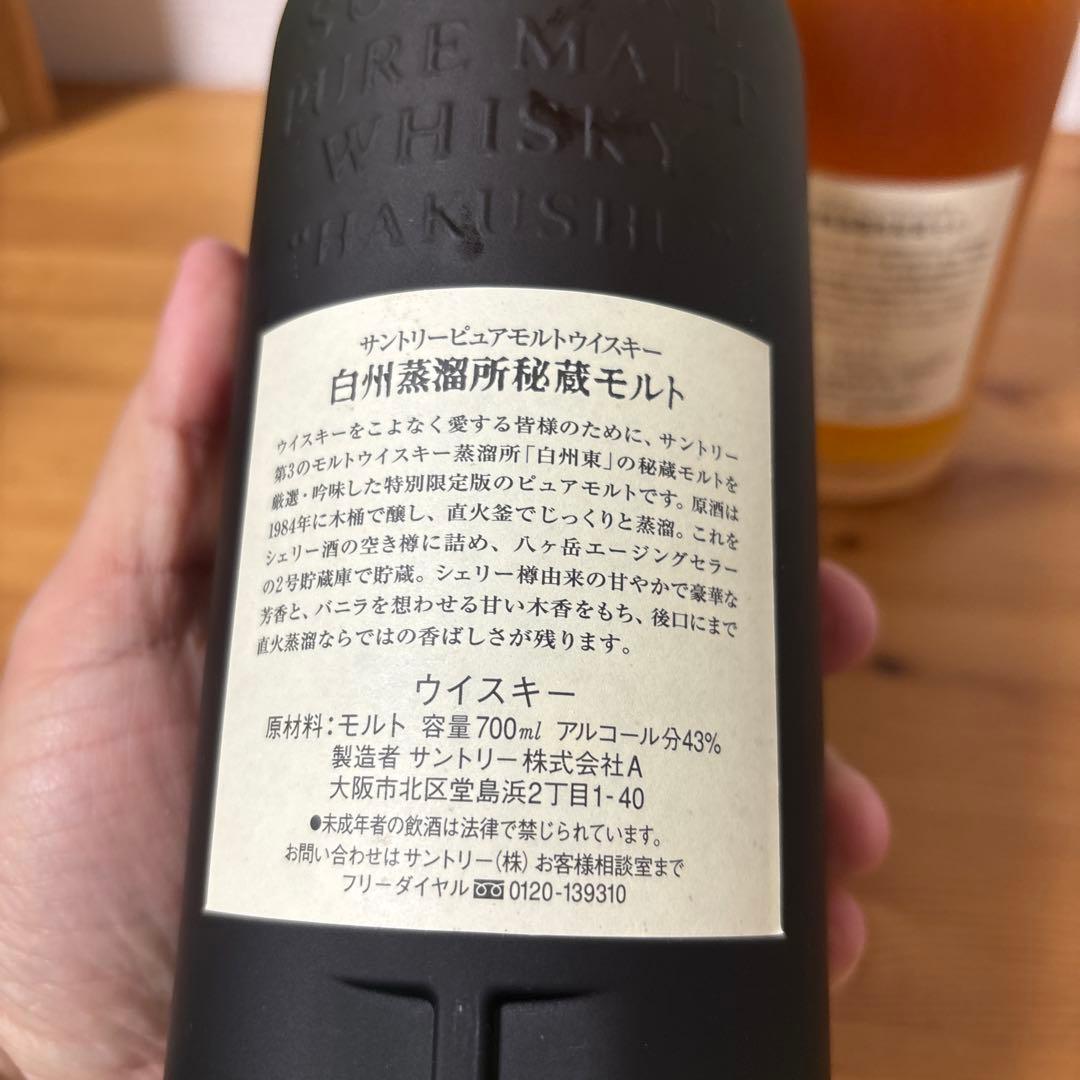 PURE MALT
WHISKY
"HAKUSHU"
サントリーピュアモルトウイスキー
白州蒸溜所秘蔵モルト
ウイスキーをこよなく愛する皆様のために、サントリー
第3のモルトウイスキー蒸溜所「白州東」の秘蔵モルトを
厳選・吟味した特別限定版のピュアモルトです。原酒は
1984年に木桶で醸し、直火釜でじっくりと蒸溜。これを
シェリー酒の空き樽に詰め、八ヶ岳エージングセラー
の2号貯蔵庫で貯蔵。シェリー樽由来の甘やかで豪華な
芳香と、バニラを想わせる甘い木香をもち、後口にまで
直火蒸溜ならではの香ばしさが残ります。
ウイスキー
原材料：モルト 容量700ml アルコール分43%
製造者 サントリー株式会社A
大阪市北区堂島浜2丁目1-40
●未成年者の飲酒は法律で禁じられています。
お問い合わせはサントリー(株)お客様相談室まで
フリーダイヤル 0120-139310